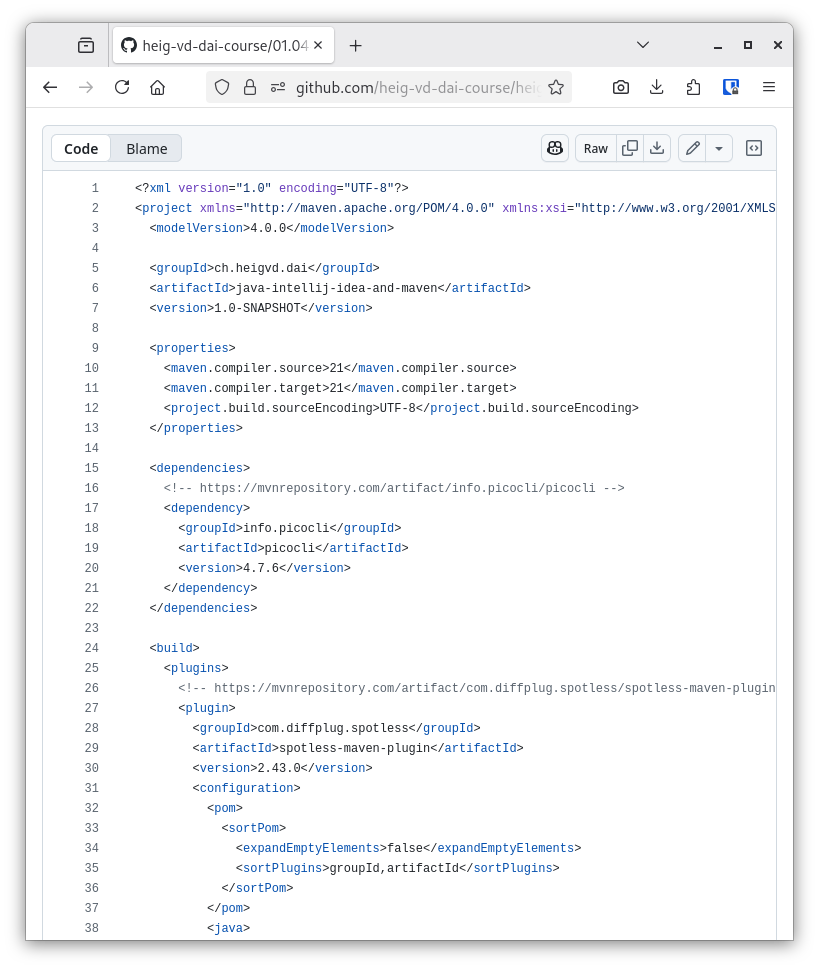 heig-vd-dai-course/01.04
github.com/heig-vd-dai-course/heig
Code Blame Raw
1 <?xml version="1.0" encoding="UTF-8"?>
2 <project xmlns="http://maven.apache.org/POM/4.0.0" xmlns:xsi="http://www.w3.org/2001/XMLS
3 <modelVersion>4.0.0</modelVersion>
4
5 <groupId>ch.heigvd.dai</groupId>
6 <artifactId>java-intellij-idea-and-maven</artifactId>
7 <version>1.0-SNAPSHOT</version>
8
9 <properties>
10 <maven.compiler.source>21</maven.compiler.source>
11 <maven.compiler.target>21</maven.compiler.target>
12 <project.build.sourceEncoding>UTF-8</project.build.sourceEncoding>
13 </properties>
14
15 <dependencies>
16 <!-- https://mvnrepository.com/artifact/info.picocli/picocli -->
17 <dependency>
18 <groupId>info.picocli</groupId>
19 <artifactId>picocli</artifactId>
20 <version>4.7.6</version>
21 </dependency>
22 </dependencies>
23
24 <build>
25 <plugins>
26 <!-- https://mvnrepository.com/artifact/com.diffplug.spotless/spotless-maven-plugin
27 <plugin>
28 <groupId>com.diffplug.spotless</groupId>
29 <artifactId>spotless-maven-plugin</artifactId>
30 <version>2.43.0</version>
31 <configuration>
32 <pom>
33 <sortPom>
34 <expandEmptyElements>false</expandEmptyElements>
35 <sortPlugins>groupId,artifactId</sortPlugins>
36 </sortPom>
37 </pom>
38 <java>